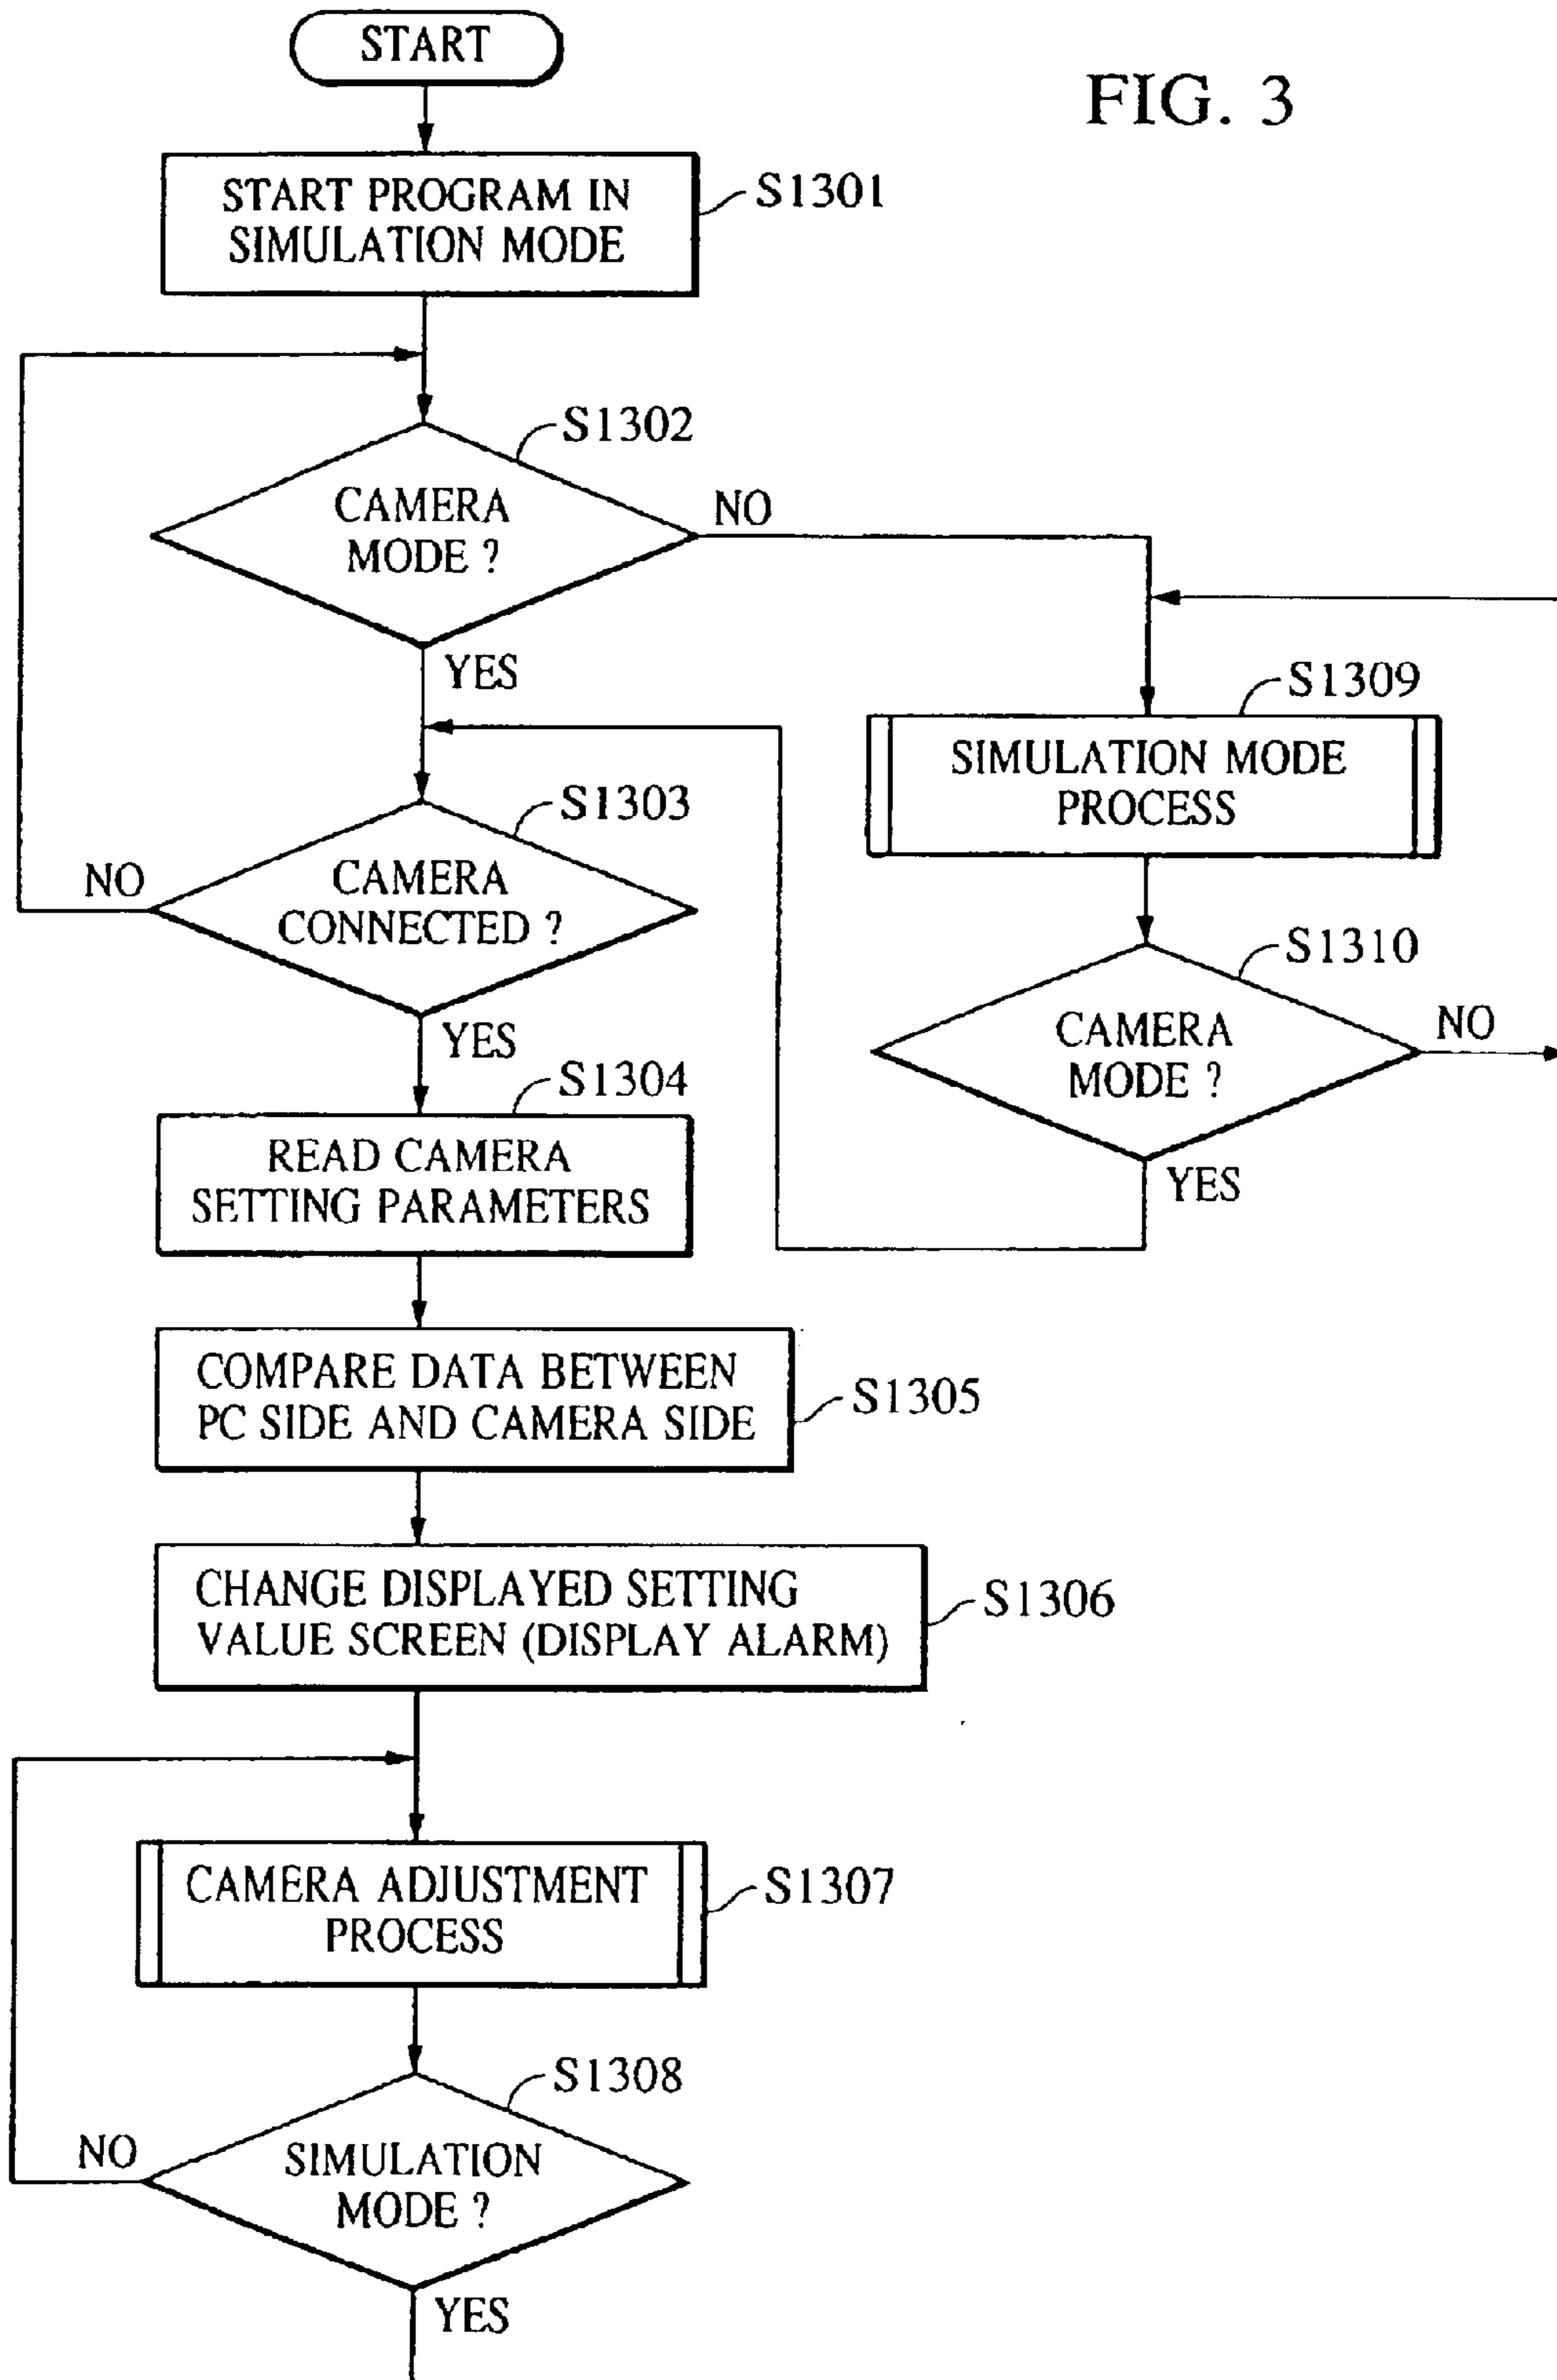 START
FIG. 3
START PROGRAM IN
SIMULATION MODE
S1301
S1302
CAMERA
MODE ?
NO
YES
S1303
CAMERA
CONNECTED ?
NO
YES
S1304
READ CAMERA
SETTING PARAMETERS
COMPARE DATA BETWEEN
PC SIDE AND CAMERA SIDE
S1305
CHANGE DISPLAYED SETTING
VALUE SCREEN (DISPLAY ALARM)
S1306
CAMERA ADJUSTMENT
PROCESS
S1307
S1308
SIMULATION
MODE ?
NO
YES
S1309
SIMULATION MODE
PROCESS
S1310
CAMERA
MODE ?
NO
YES